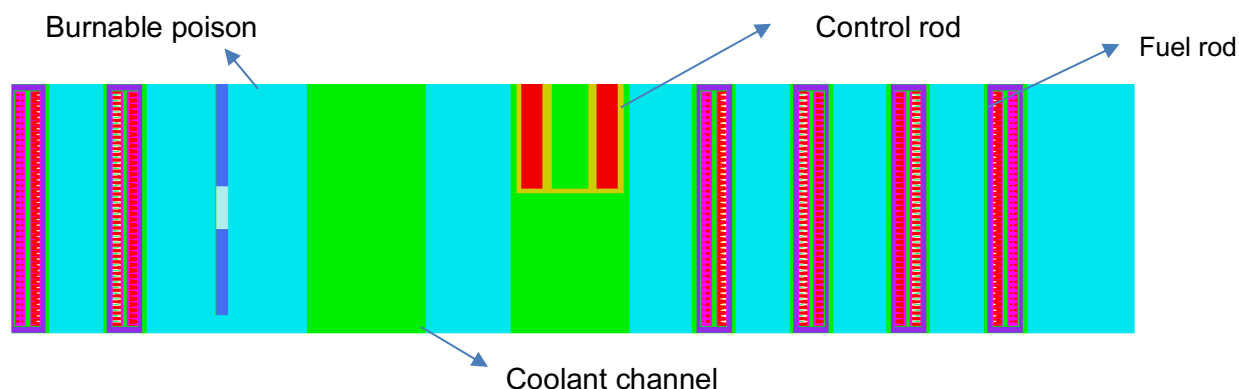 Burnable poison
Control rod
Fuel rod
Coolant channel